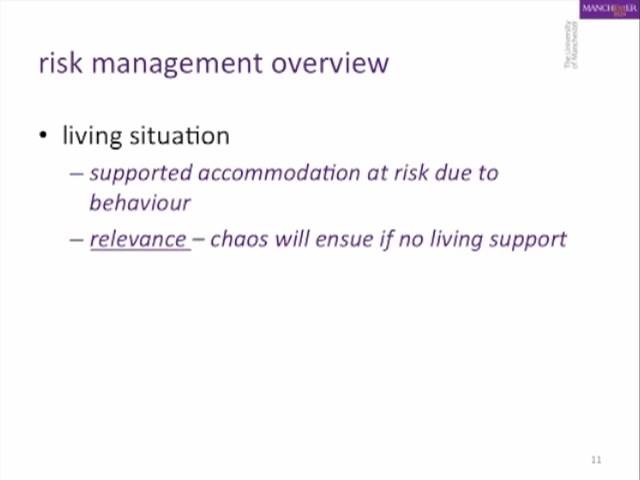 MANCHESTER
1824
The University
of Manchester
risk management overview
• living situation
– supported accommodation at risk due to
behaviour
– relevance – chaos will ensue if no living support
11